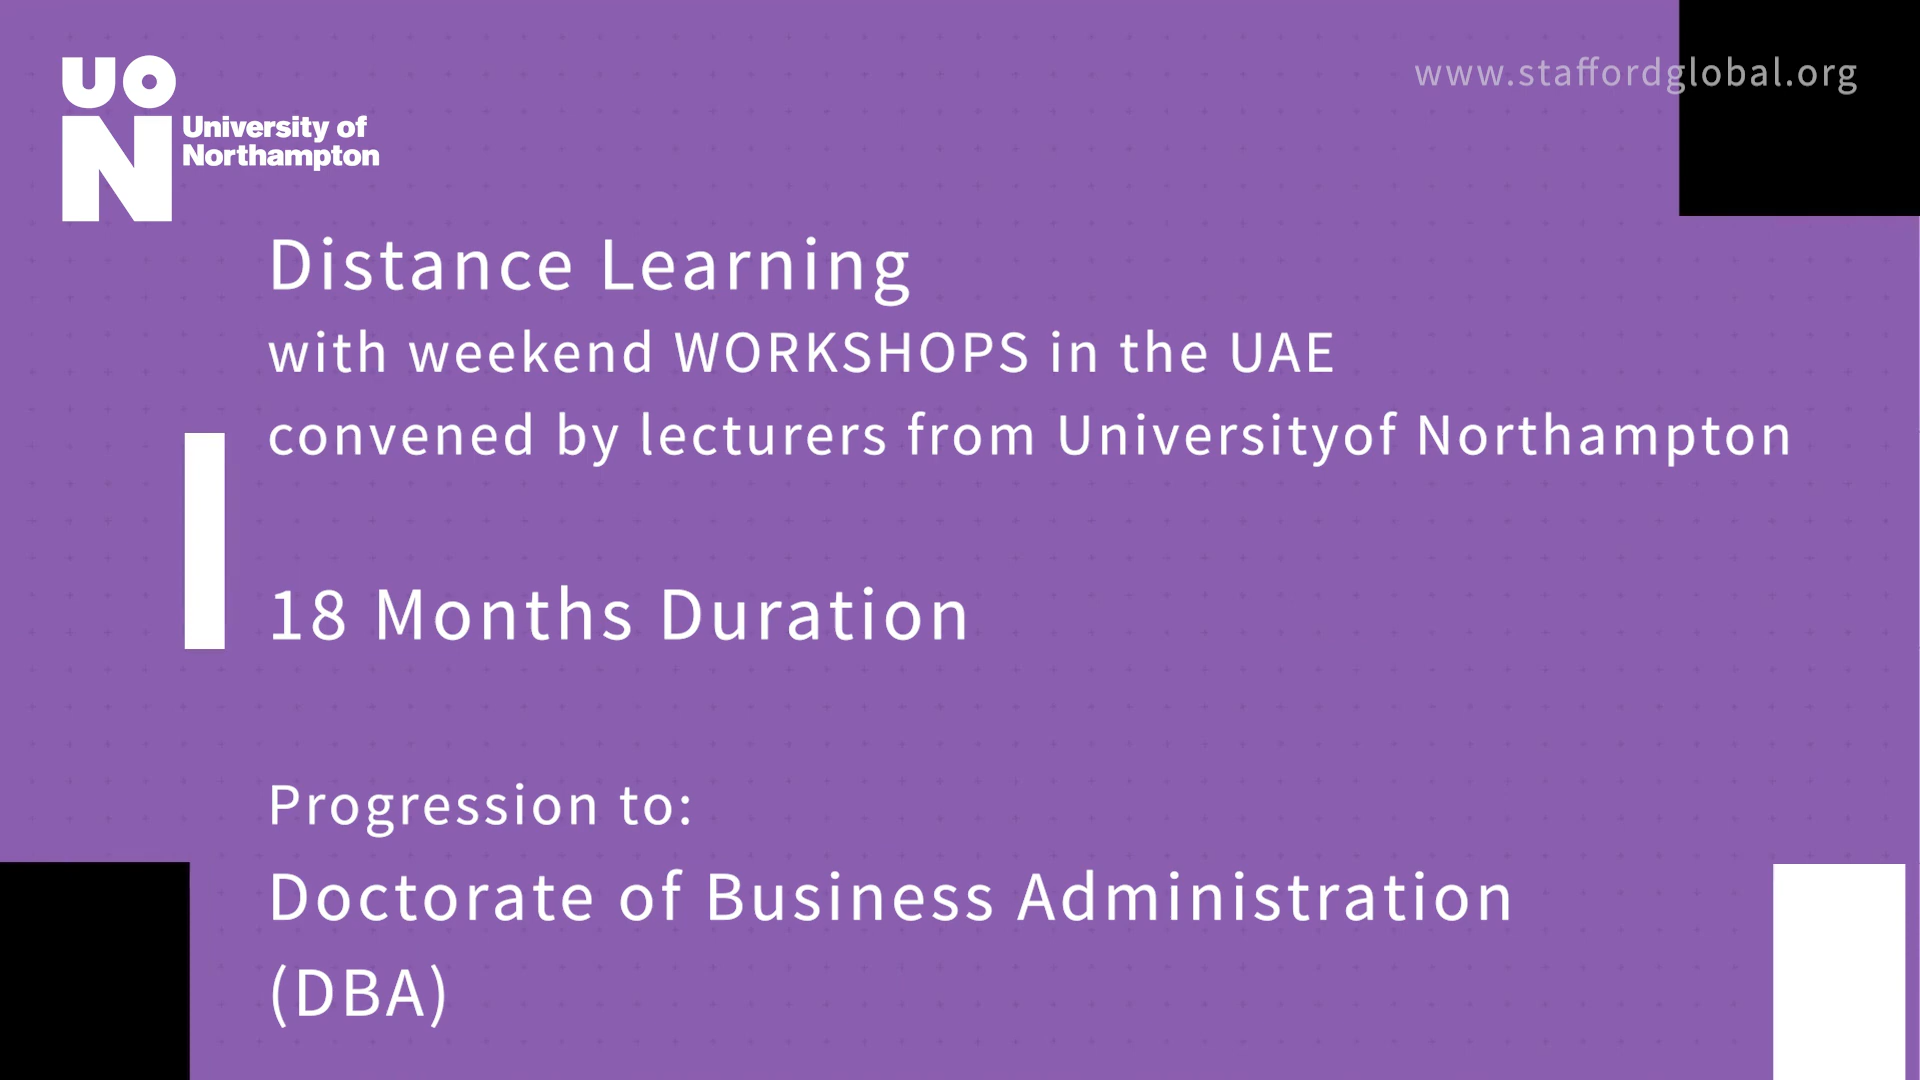 UON
University of
Northampton
www.staffordglobal.org
Distance Learning
with weekend WORKSHOPS in the UAE
convened by lecturers from Universityof Northampton
18 Months Duration
Progression to:
Doctorate of Business Administration
(DBA)